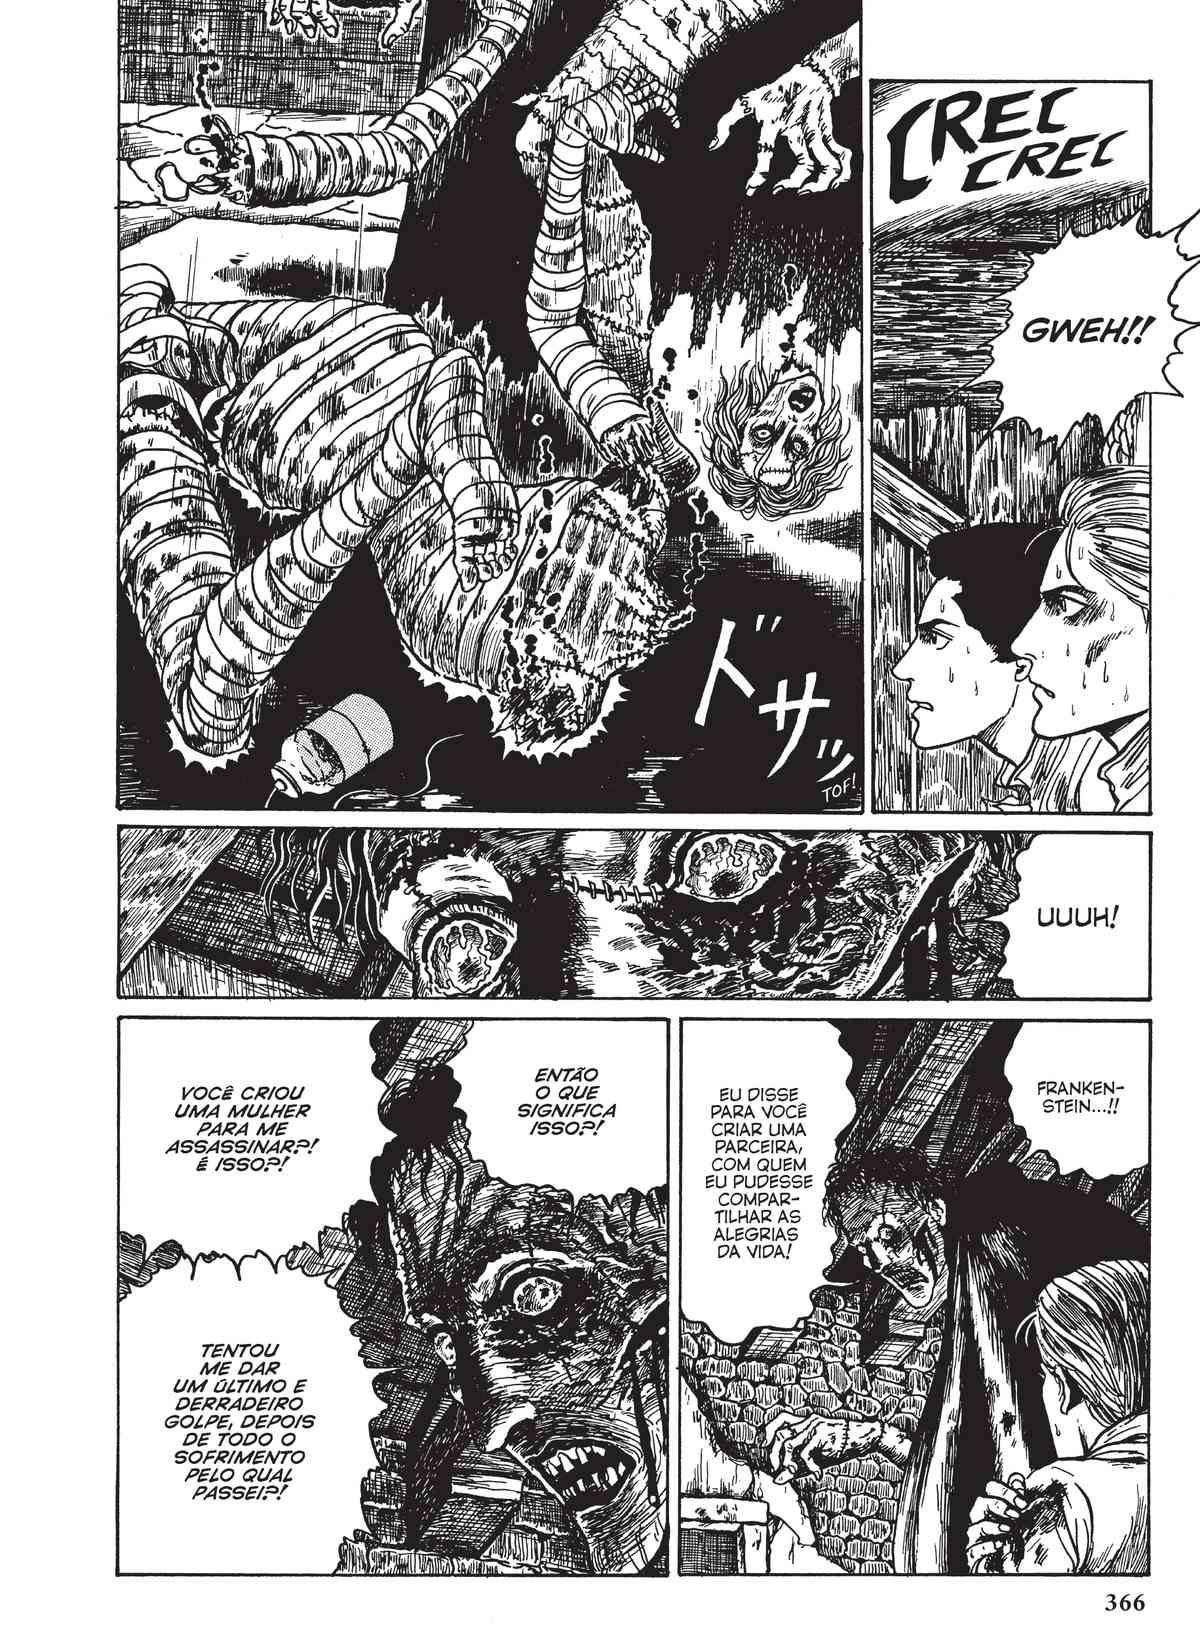 CREC
CREC
GWEH!!
ドサッ
TOF!
UUUH!
FRANKEN-
STEIN...!!
EU DISSE
PARA VOCÊ
CRIAR UMA
PARCEIRA,
COM QUEM
EU PUDESSE
COMPAR-
TILHAR AS
ALEGRIAS
DA VIDA!
ENTÃO
O QUE
SIGNIFICA
ISSO?!
VOCÊ CRIOU
UMA MULHER
PARA ME
ASSASSINAR?!
É ISSO?!
TENTOU
ME DAR
UM ÚLTIMO E
DERRADEIRO
GOLPE, DEPOIS
DE TODO O
SOFRIMENTO
PELO QUAL
PASSEI?!
366